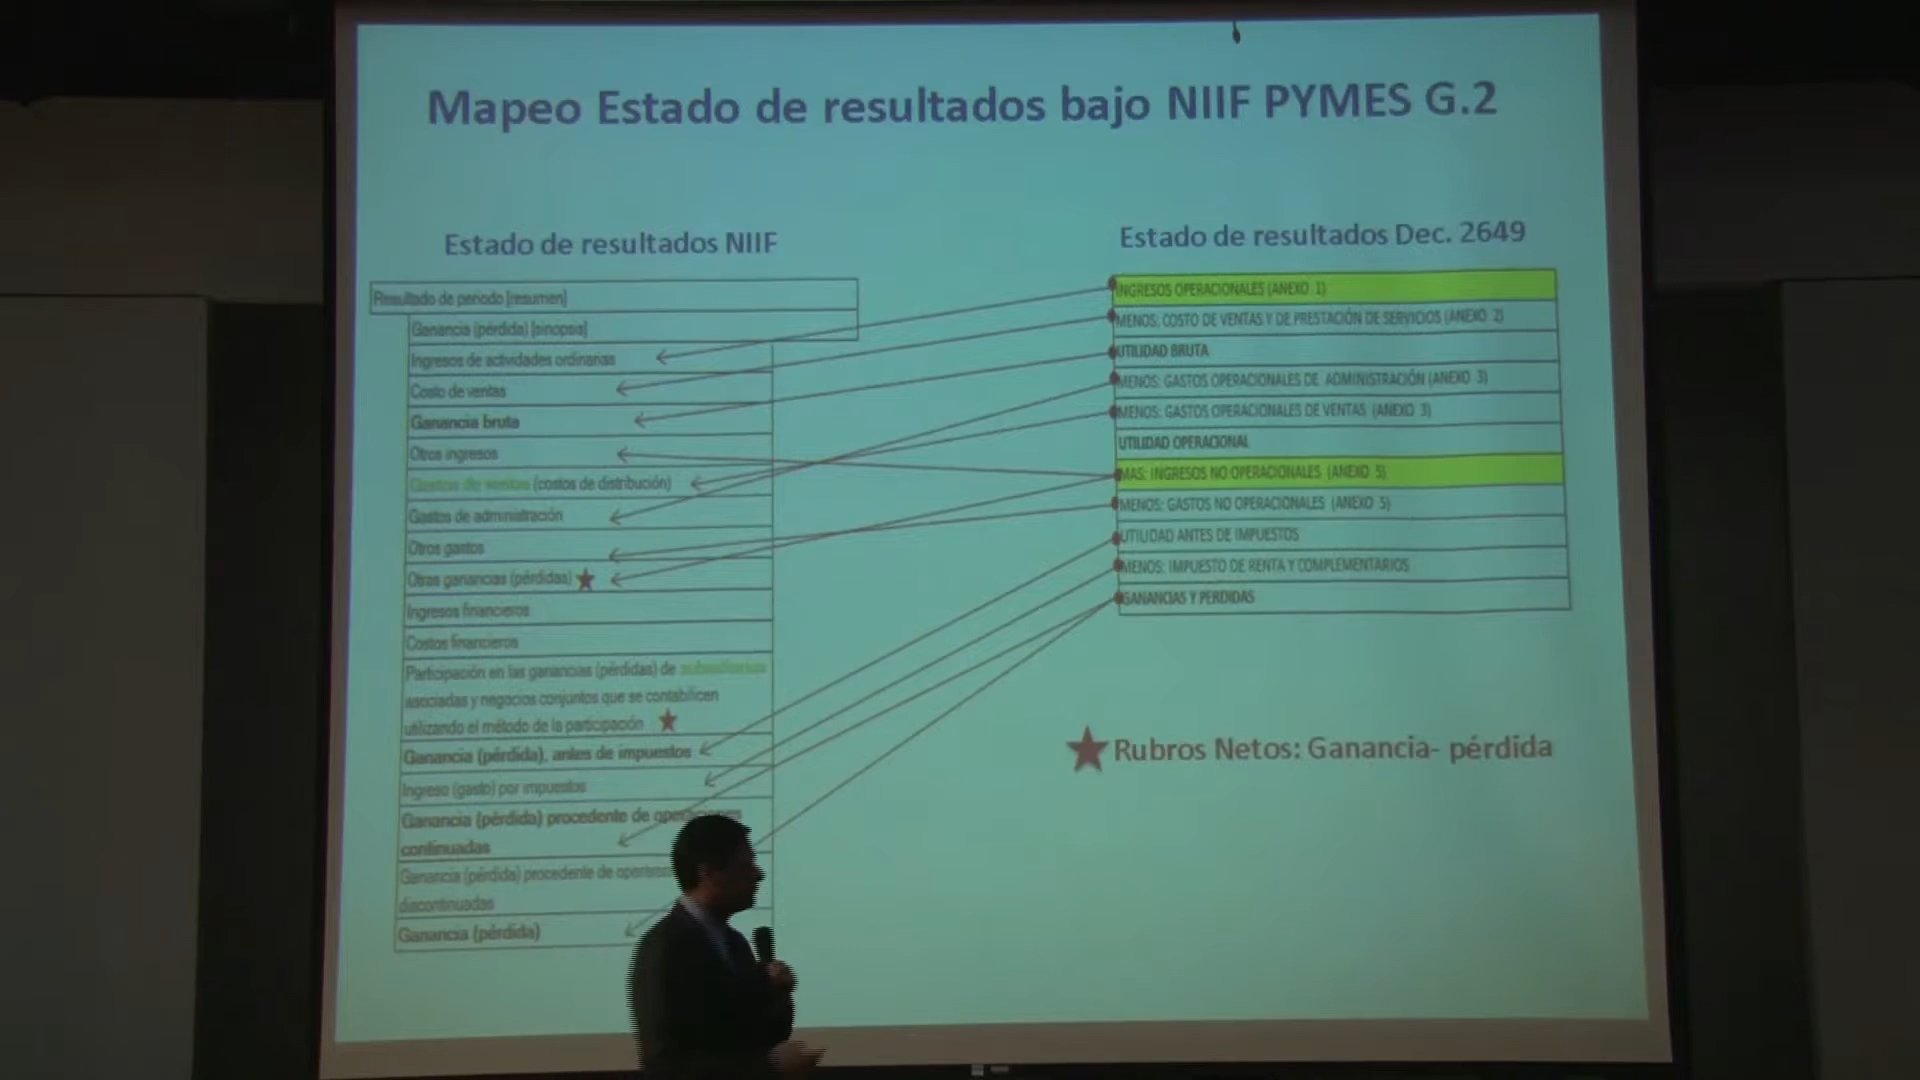 Mapeo Estado de resultados bajo NIIF PYMES G.2
Estado de resultados NIIF
Resultado de periodo [resumen]
Ganancia (pérdida) [sinopsis]
Ingresos de actividades ordinarias
Costo de ventas
Ganancia bruta
Otros ingresos
Gastos de ventas (costos de distribución)
Gastos de administración
Otros gastos
Otras ganancias (pérdidas)
Ingresos financieros
Costos financieros
Participación en las ganancias (pérdidas) de subsidiarias
asociadas y negocios conjuntos que se contabilicen
utilizando el método de la participación
Ganancia (pérdida), antes de impuestos
Ingreso (gasto) por impuestos
Ganancia (pérdida) procedente de operaciones
continuadas
Ganancia (pérdida) procedente de
discontinuadas
Ganancia (pérdida)
Estado de resultados Dec. 2649
INGRESOS OPERACIONALES (ANEXO 1)
MENOS: COSTO DE VENTAS Y DE PRESTACIÓN DE SERVICIOS (ANEXO 2)
UTILIDAD BRUTA
MENOS: GASTOS OPERACIONALES DE ADMINISTRACIÓN (ANEXO 3)
MENOS: GASTOS OPERACIONALES DE VENTAS (ANEXO 3)
UTILIDAD OPERACIONAL
MAS: INGRESOS NO OPERACIONALES (ANEXO 5)
MENOS: GASTOS NO OPERACIONALES (ANEXO 5)
UTILIDAD ANTES DE IMPUESTOS
MENOS: IMPUESTO DE RENTA Y COMPLEMENTARIOS
GANANCIAS Y PERDIDAS
Rubros Netos: Ganancia- pérdida